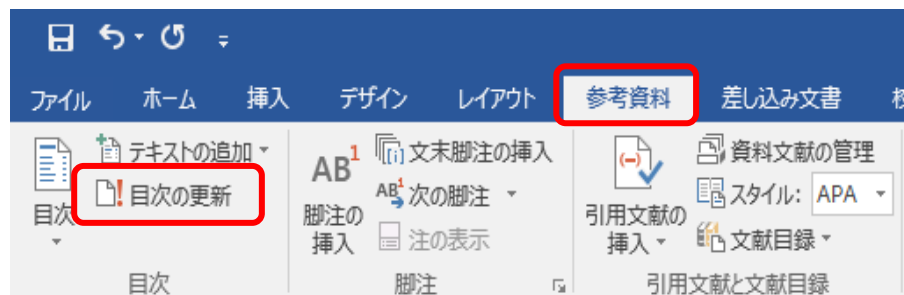 ファイル ホーム 挿入 デザイン レイアウト 参考資料 差し込み文書
目次
テキストの追加
目次の更新
目次
AB1
脚注の
挿入
[i] 文末脚注の挿入
AB1 次の脚注
注の表示
脚注
(-)
引用文献の
挿入
資料文献の管理
スタイル: APA
文献目録
引用文献と文献目録